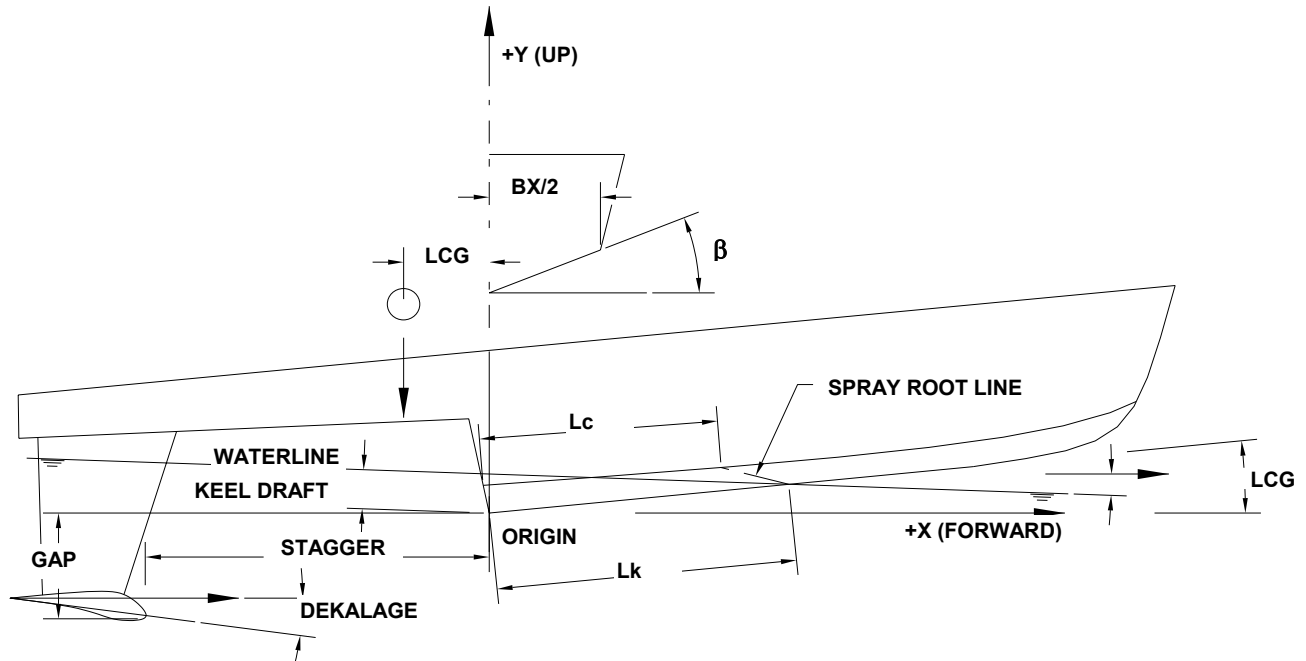 +Y (UP)
BX/2
β
LCG
SPRAY ROOT LINE
Lc
WATERLINE
KEEL DRAFT
LCG
ORIGIN
+X (FORWARD)
STAGGER
GAP
Lk
DEKALAGE